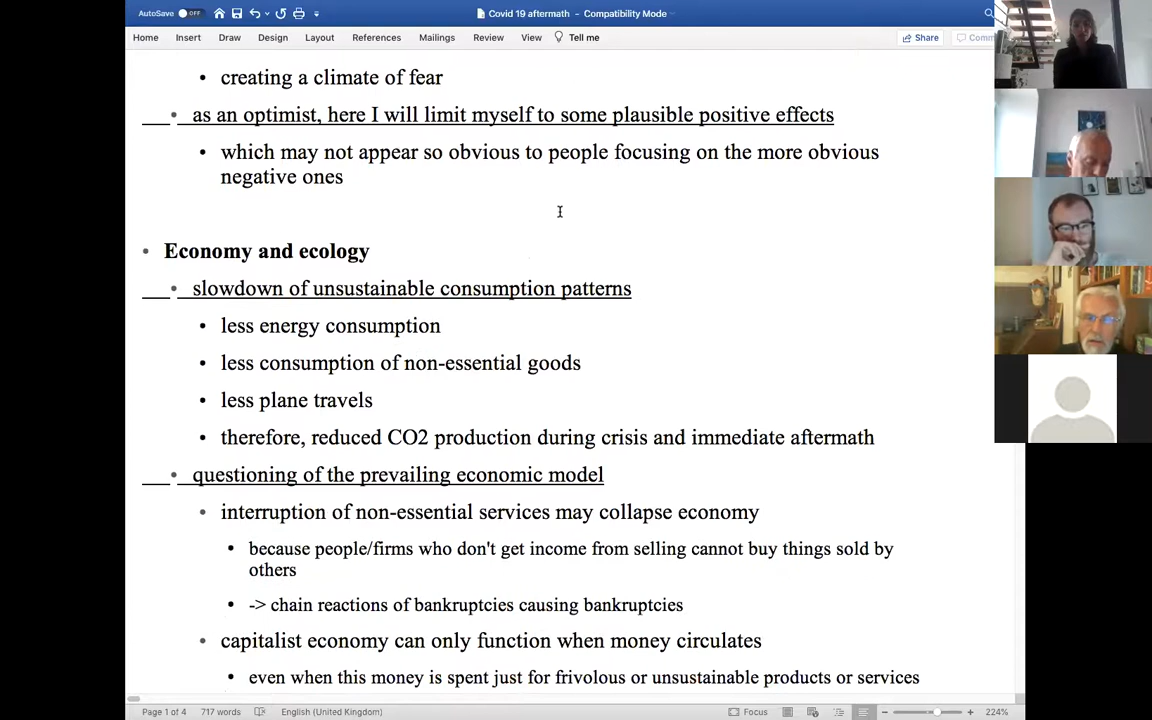 AutoSave OFF
Covid 19 aftermath - Compatibility Mode
Home Insert Draw Design Layout References Mailings Review View Tell me Share Comm
• creating a climate of fear
• as an optimist, here I will limit myself to some plausible positive effects
• which may not appear so obvious to people focusing on the more obvious
negative ones
• Economy and ecology
• slowdown of unsustainable consumption patterns
• less energy consumption
• less consumption of non-essential goods
• less plane travels
• therefore, reduced CO2 production during crisis and immediate aftermath
• questioning of the prevailing economic model
• interruption of non-essential services may collapse economy
• because people/firms who don't get income from selling cannot buy things sold by
others
• -> chain reactions of bankruptcies causing bankruptcies
• capitalist economy can only function when money circulates
• even when this money is spent just for frivolous or unsustainable products or services
Page 1 of 4 717 words English (United Kingdom) Focus 224%